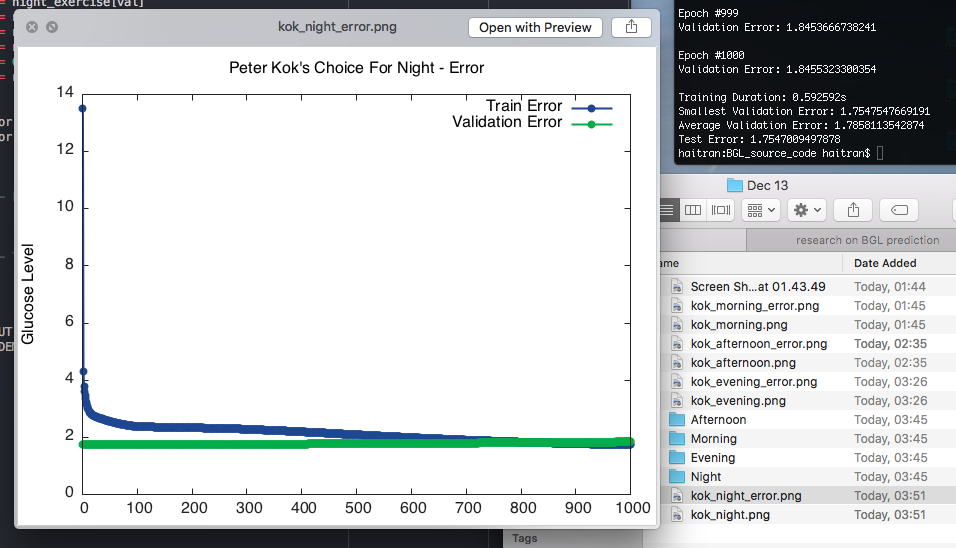 night_exercise[val]
kok_night_error.png
Open with Preview
Peter Kok's Choice For Night - Error
14
12
10
8
6
4
2
0
Glucose Level
Train Error
Validation Error
0 100 200 300 400 500 600 700 800 900 1000
Epoch #999
Validation Error: 1.8453666738241
Epoch #1000
Validation Error: 1.8455323300354
Training Duration: 0.592592s
Smallest Validation Error: 1.7547547669191
Average Validation Error: 1.7858113542874
Test Error: 1.7547009497878
haitran:BGL_source_code haitran$
Dec 13
research on BGL prediction
ame Date Added
Screen Sh...at 01.43.49 Today, 01:44
kok_morning_error.png Today, 01:45
kok_morning.png Today, 01:45
kok_afternoon_error.png Today, 02:35
kok_afternoon.png Today, 02:35
kok_evening_error.png Today, 03:26
kok_evening.png Today, 03:26
Afternoon Today, 03:45
Morning Today, 03:45
Evening Today, 03:45
Night Today, 03:45
kok_night_error.png Today, 03:51
kok_night.png Today, 03:51
Tags
or
or
UT
DEM